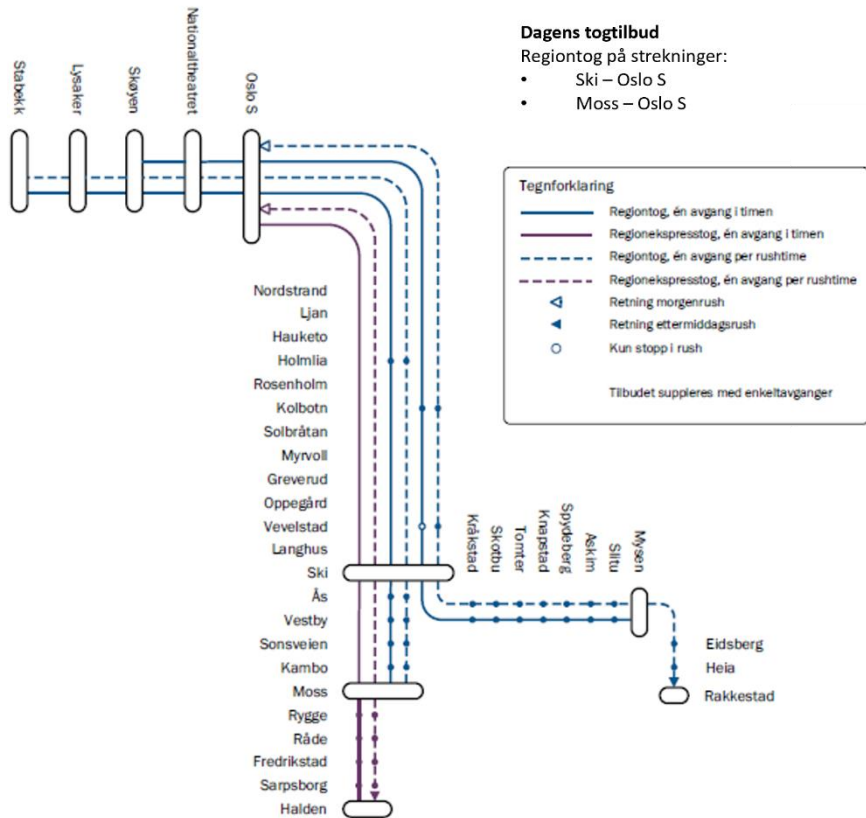 Stabekk
Lysaker
Skøyen
Nationaltheatret
Oslo S
Dagens togtilbud
Regiontog på strekninger:
• Ski – Oslo S
• Moss – Oslo S
Tegnforklaring
Regiontog, én avgang i timen
Regionekspresstog, én avgang i timen
Regiontog, én avgang per rushtime
Regionekspresstog, én avgang per rushtime
Retning morgenrush
Retning ettermiddagsrush
Kun stopp i rush
Tilbudet suppleres med enkeltavganger
Nordstrand
Ljan
Hauketo
Holmlia
Rosenholm
Kolbotn
Solbråtan
Myrvoll
Greverud
Oppegård
Vevelstad
Langhus
Ski
Ås
Vestby
Sonsveien
Kambo
Moss
Rygge
Råde
Fredrikstad
Sarpsborg
Halden
Kråkstad
Skotbu
Tomter
Knapstad
Spydeberg
Askim
Slitu
Mysen
Eidsberg
Heia
Rakkestad